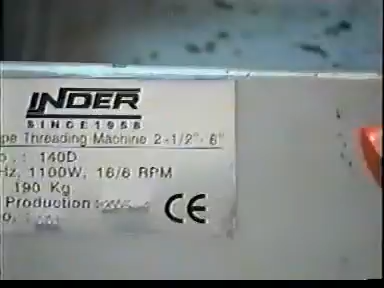 INDER
SINCE 1958
pe Threading Machine 2-1/2"- 6"
o. : 140D
Hz, 1100W, 16/6 RPM
190 Kg
Production :
o. :
CE